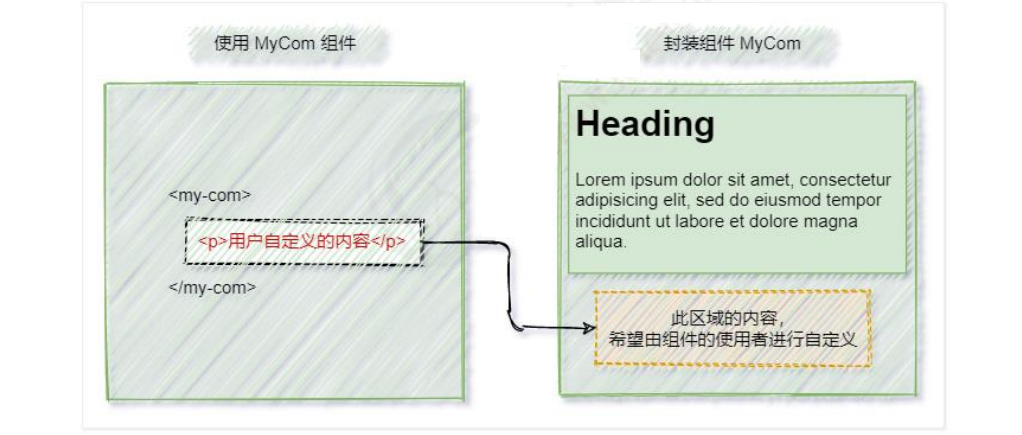 使用 MyCom 组件
<my-com>
<p>用户自定义的内容</p>
</my-com>
封装组件 MyCom
Heading
Lorem ipsum dolor sit amet, consectetur
adipisicing elit, sed do eiusmod tempor
incididunt ut labore et dolore magna
aliqua.
此区域的内容，
希望由组件的使用者进行自定义